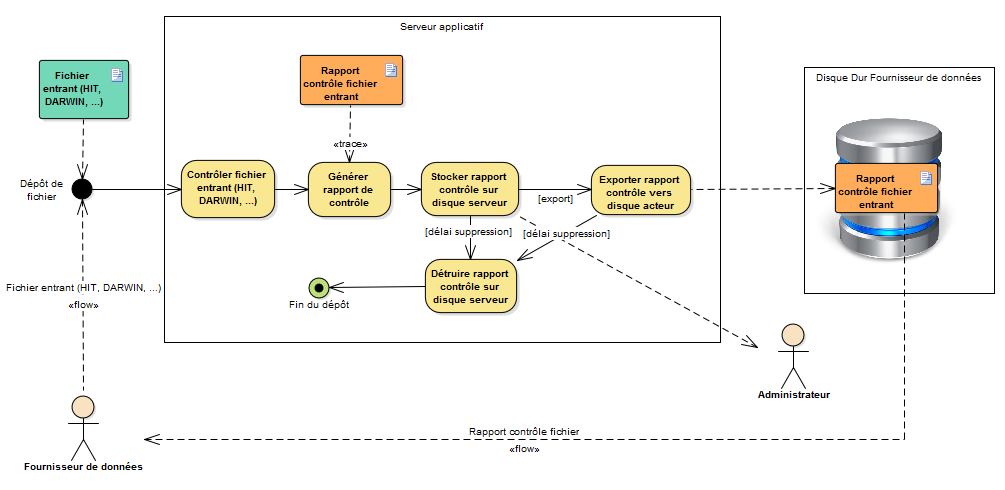 Serveur applicatif
Fichier
entrant (HIT,
DARWIN, ...)
Rapport
contrôle fichier
entrant
Disque Dur Fournisseur de données
«trace»
Dépôt de
fichier
Contrôler fichier
entrant (HIT,
DARWIN, ...)
Générer
rapport de
contrôle
Stocker rapport
contrôle sur
disque serveur
[export]
Exporter rapport
contrôle vers
disque acteur
Rapport
contrôle fichier
entrant
[délai suppression]
[délai suppression]
Détruire rapport
contrôle sur
disque serveur
Fin du dépôt
Fichier entrant (HIT, DARWIN, ...)
«flow»
Administrateur
Rapport contrôle fichier
«flow»
Fournisseur de données